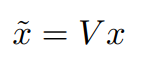 x̃ = Vx